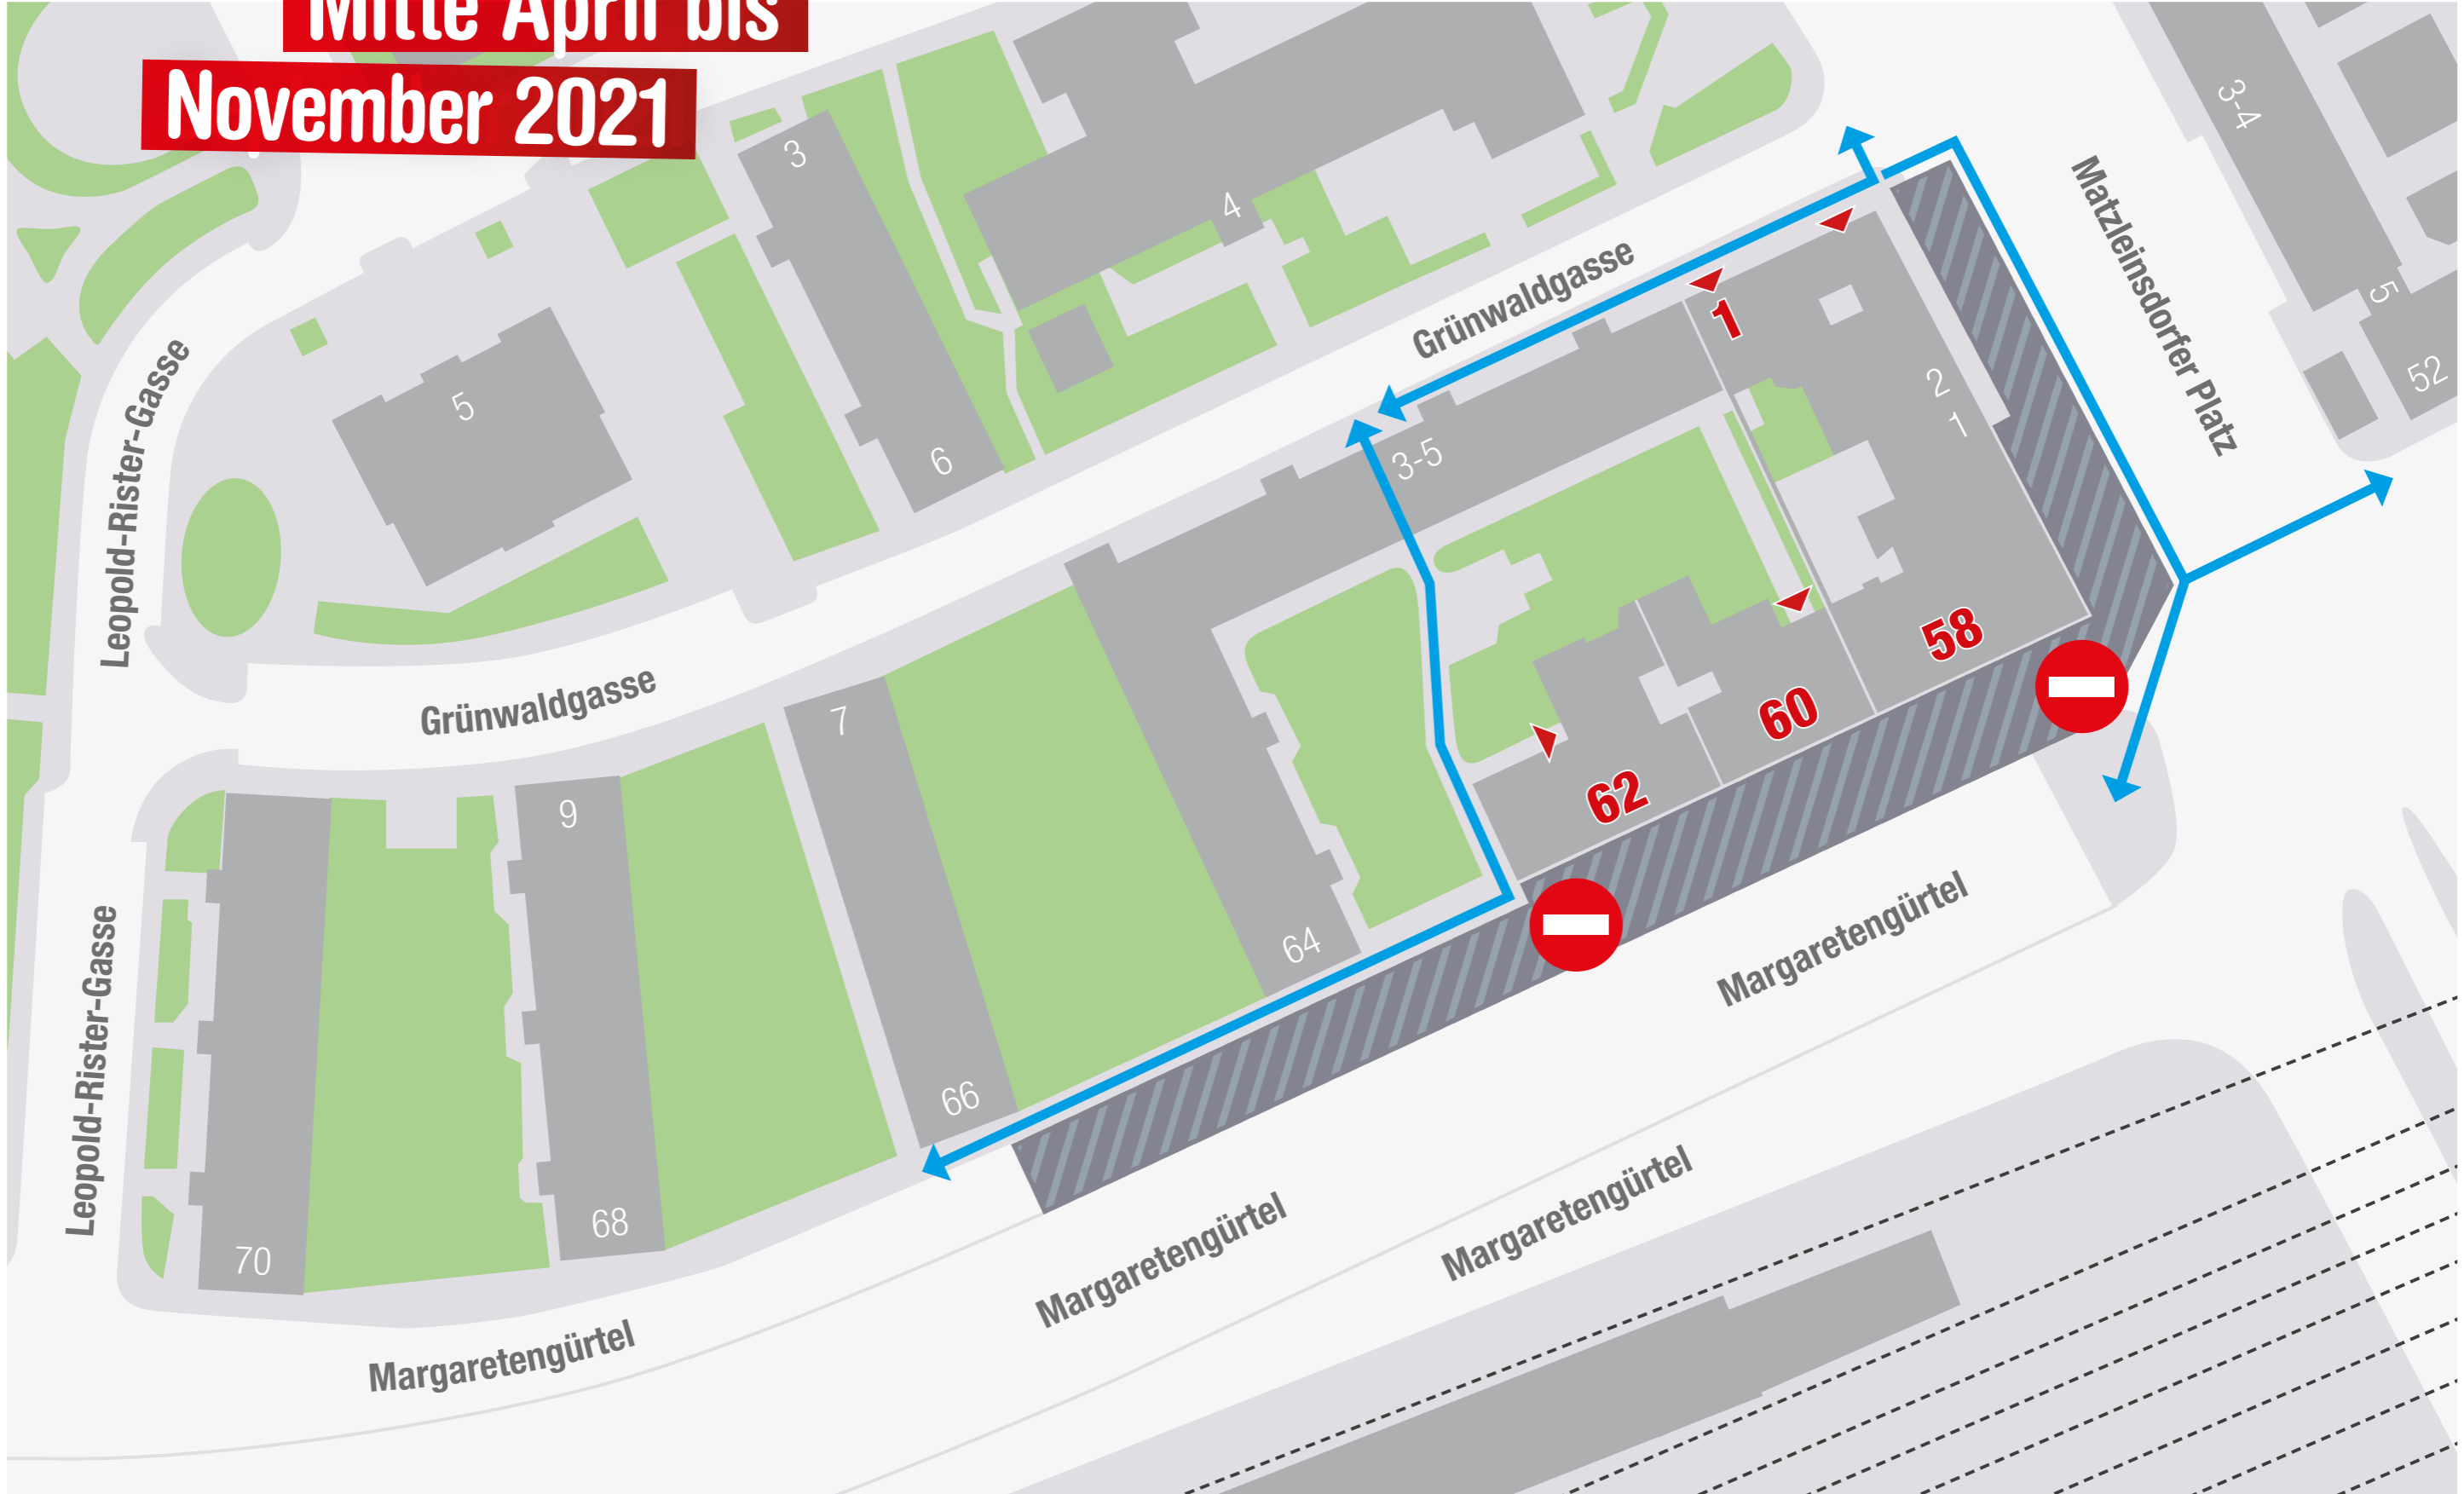 Mitte April bis
November 2021
3
4
3-4
5
52
Matzleinsdorfer Platz
Grünwaldgasse
1
2
1
3-5
5
6
Leopold-Rister-Gasse
58
60
62
Grünwaldgasse
7
9
64
66
68
70
Leopold-Rister-Gasse
Margaretengürtel
Margaretengürtel
Margaretengürtel
Margaretengürtel